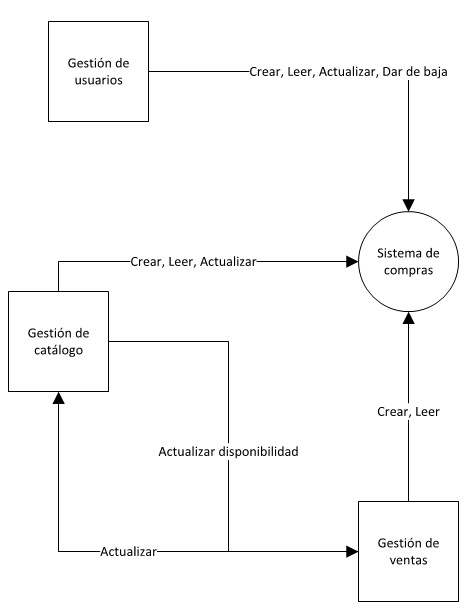 Gestión de
usuarios
Crear, Leer, Actualizar, Dar de baja
Sistema de
compras
Crear, Leer, Actualizar
Gestión de
catálogo
Crear, Leer
Actualizar disponibilidad
Actualizar
Gestión de
ventas